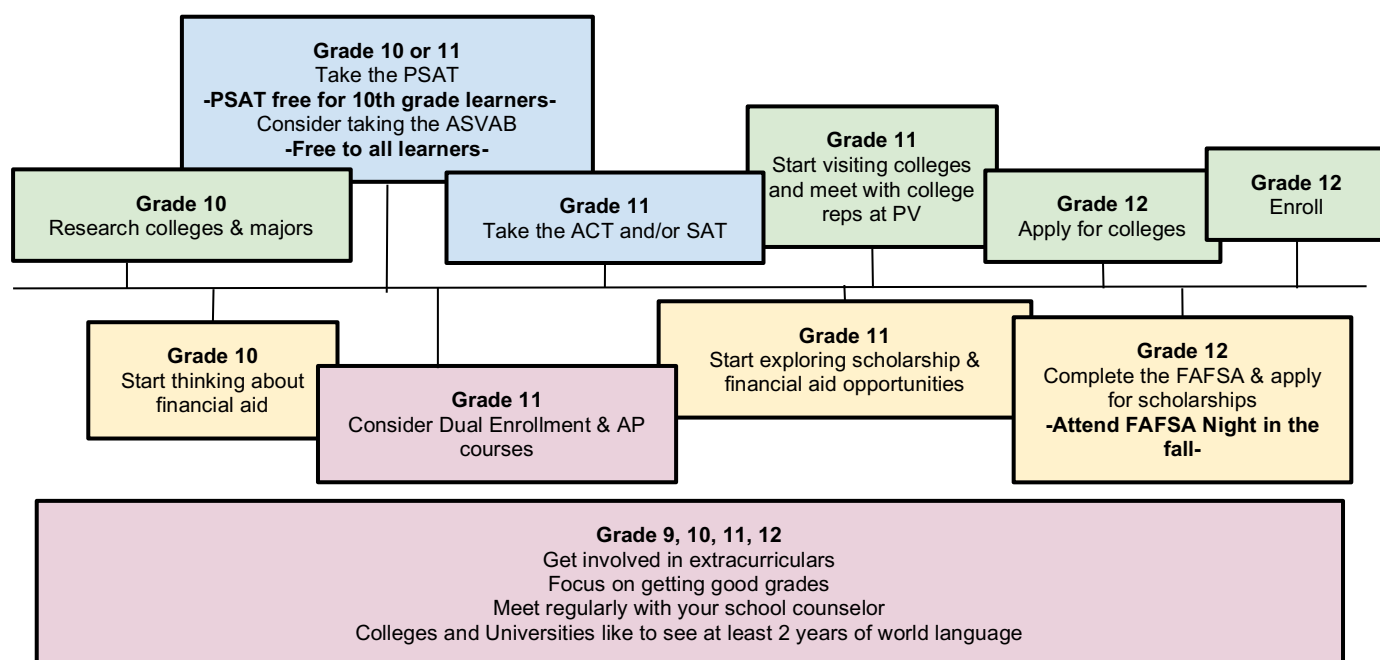 Grade 10 or 11
Take the PSAT
-PSAT free for 10th grade learners-
Consider taking the ASVAB
-Free to all learners-
Grade 10
Research colleges & majors
Grade 11
Take the ACT and/or SAT
Grade 11
Start visiting colleges
and meet with college
reps at PV
Grade 12
Apply for colleges
Grade 12
Enroll
Grade 10
Start thinking about
financial aid
Grade 11
Consider Dual Enrollment & AP
courses
Grade 11
Start exploring scholarship &
financial aid opportunities
Grade 12
Complete the FAFSA & apply
for scholarships
-Attend FAFSA Night in the
fall-
Grade 9, 10, 11, 12
Get involved in extracurriculars
Focus on getting good grades
Meet regularly with your school counselor
Colleges and Universities like to see at least 2 years of world language